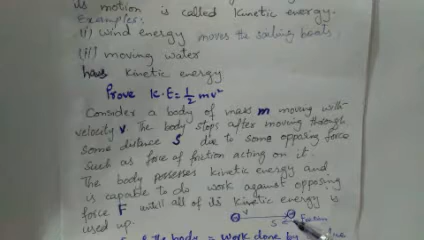 its motion is called kinetic energy.
Examples:
(i) wind energy moves the sailing boats.
(ii) moving water
has kinetic energy
Prove K.E = 1/2 mv²
Consider a body of mass m moving with
velocity v. The body stops after moving through
some distance S due to some opposing force
such as force of friction acting on it.
The body possesses kinetic energy and
is capable to do work against opposing
force F until all of its kinetic energy is
used up.
v
S
the body = work done by